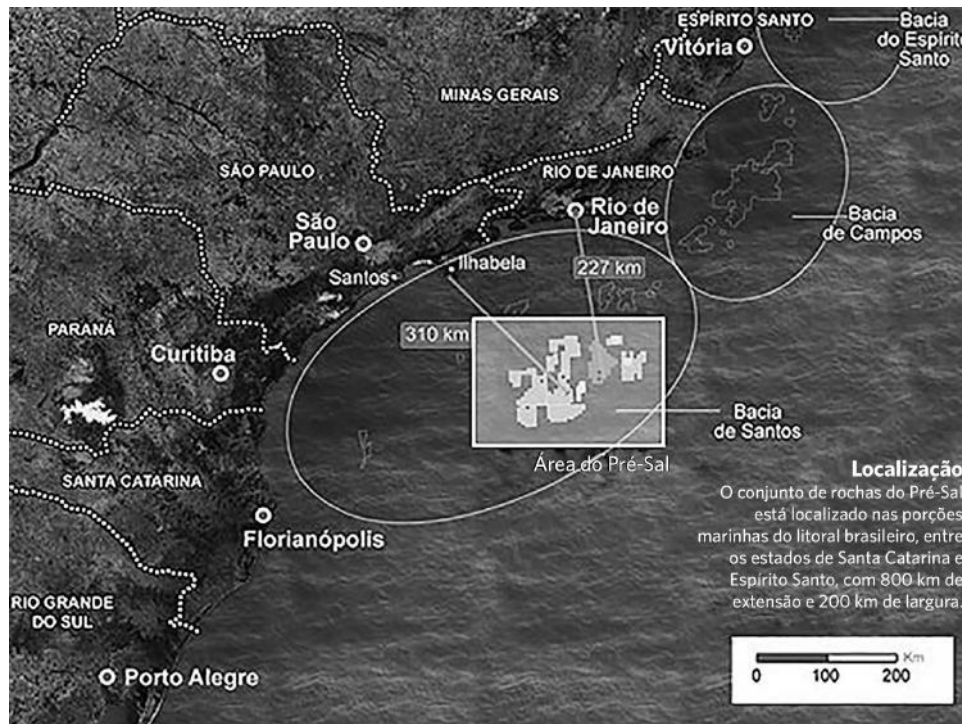 ESPÍRITO SANTO
Vitória
Bacia
do Espírit
Santo
MINAS GERAIS
SÃO PAULO
RIO DE JANEIRO
Rio de
Janeiro
Bacia
de Campos
São
Paulo
Santos
Ilhabela
227 km
310 km
PARANÁ
Curitiba
Bacia
de Santos
Área do Pré-Sal
SANTA CATARINA
Florianópolis
Localização
O conjunto de rochas do Pré-Sal
está localizado nas porções
marinhas do litoral brasileiro, entre
os estados de Santa Catarina e
Espírito Santo, com 800 km de
extensão e 200 km de largura.
RIO GRANDE
DO SUL
Porto Alegre
Km
0 100 200